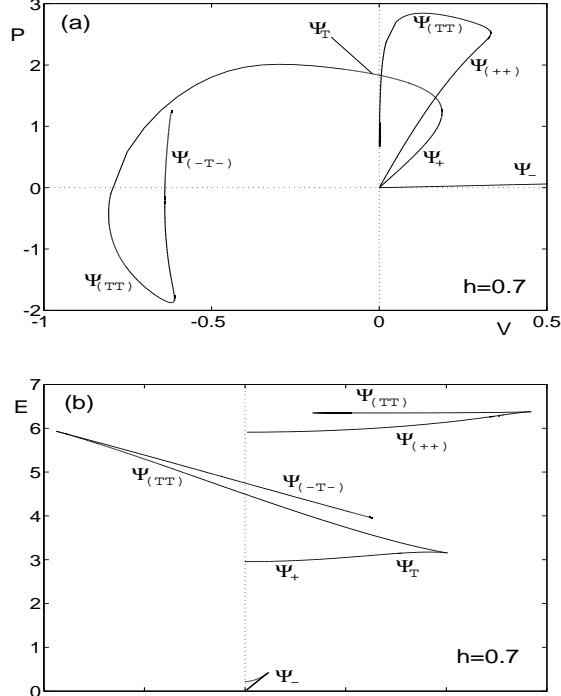 3
P
(a)
Ψ_T
Ψ_(TT)
2
Ψ_(++)
1
Ψ_(-T-)
Ψ_+
Ψ_-
0
-1
Ψ_(TT)
h=0.7
-2
-1
-0.5
0
V
0.5
7
E
(b)
Ψ_(TT)
6
Ψ_(++)
5
Ψ_(TT)
Ψ_(-T-)
4
3
Ψ_+
Ψ_T
2
1
h=0.7
Ψ_-
0